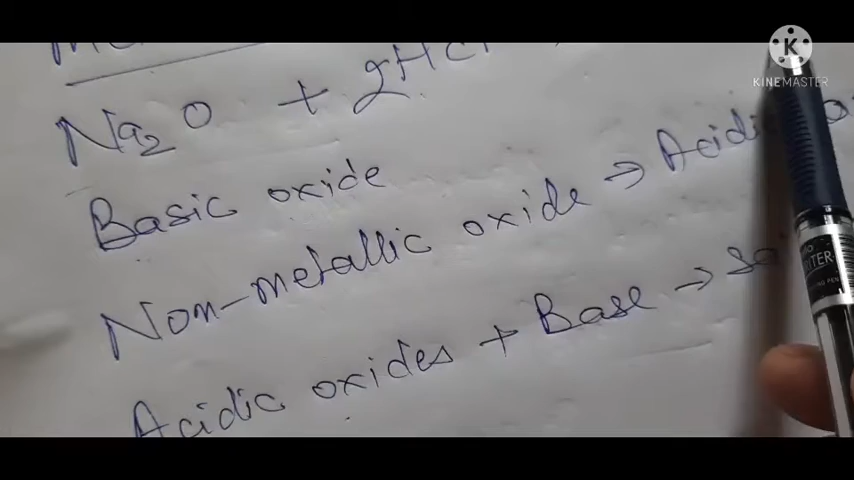 Na₂O + 2HCl
Basic oxide
Non-metallic oxide → Acidic
Acidic oxides + Base →
K
KINEMASTER